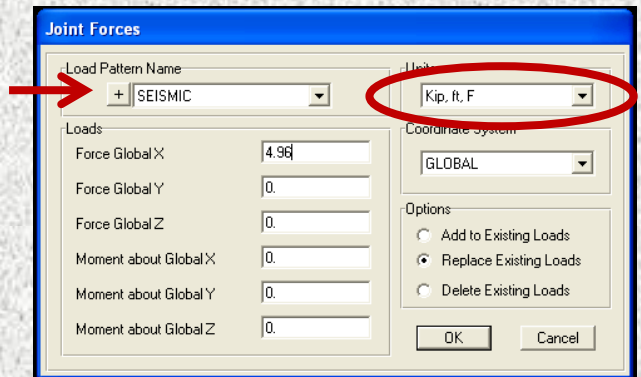 Joint Forces
Load Pattern Name
+ SEISMIC
Units
Kip, ft, F
Loads
Force Global X 4.96
Force Global Y 0.
Force Global Z 0.
Moment about Global X 0.
Moment about Global Y 0.
Moment about Global Z 0.
Coordinate System
GLOBAL
Options
Add to Existing Loads
Replace Existing Loads
Delete Existing Loads
OK Cancel